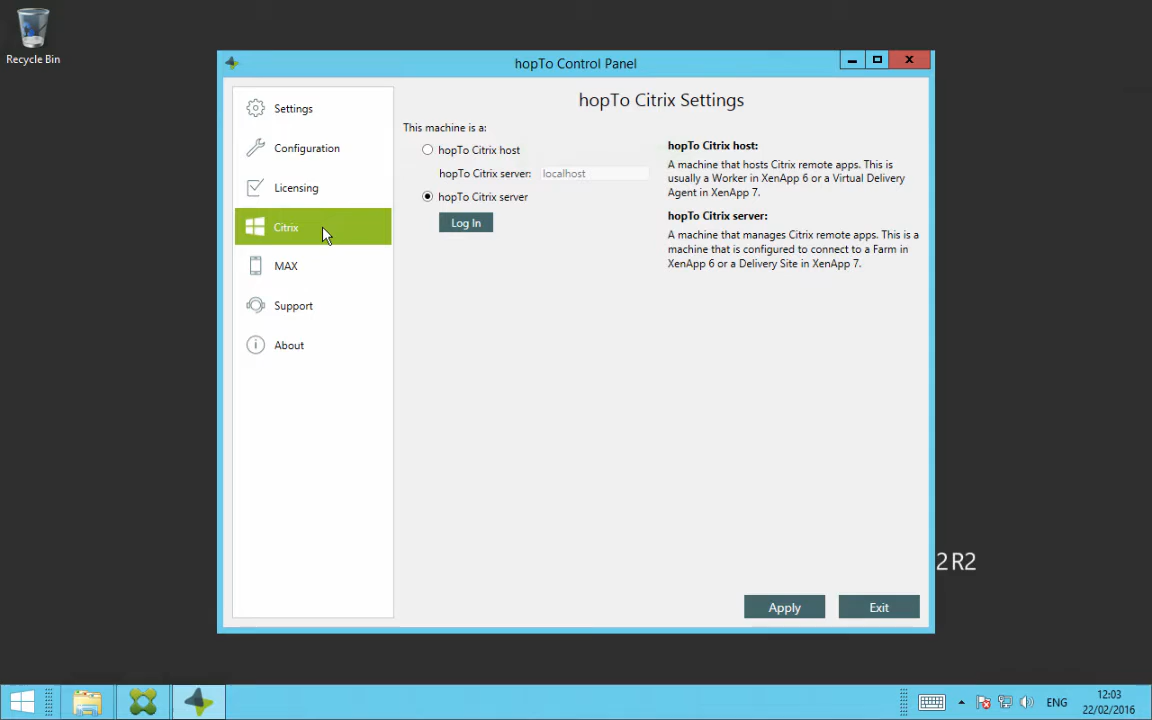 Recycle Bin
hopTo Control Panel
Settings
Configuration
Licensing
Citrix
MAX
Support
About
hopTo Citrix Settings
This machine is a:
hopTo Citrix host
hopTo Citrix server: localhost
hopTo Citrix server
Log In
hopTo Citrix host:
A machine that hosts Citrix remote apps. This is
usually a Worker in XenApp 6 or a Virtual Delivery
Agent in XenApp 7.
hopTo Citrix server:
A machine that manages Citrix remote apps. This is a
machine that is configured to connect to a Farm in
XenApp 6 or a Delivery Site in XenApp 7.
2 R2
Apply
Exit
ENG
12:03
22/02/2016